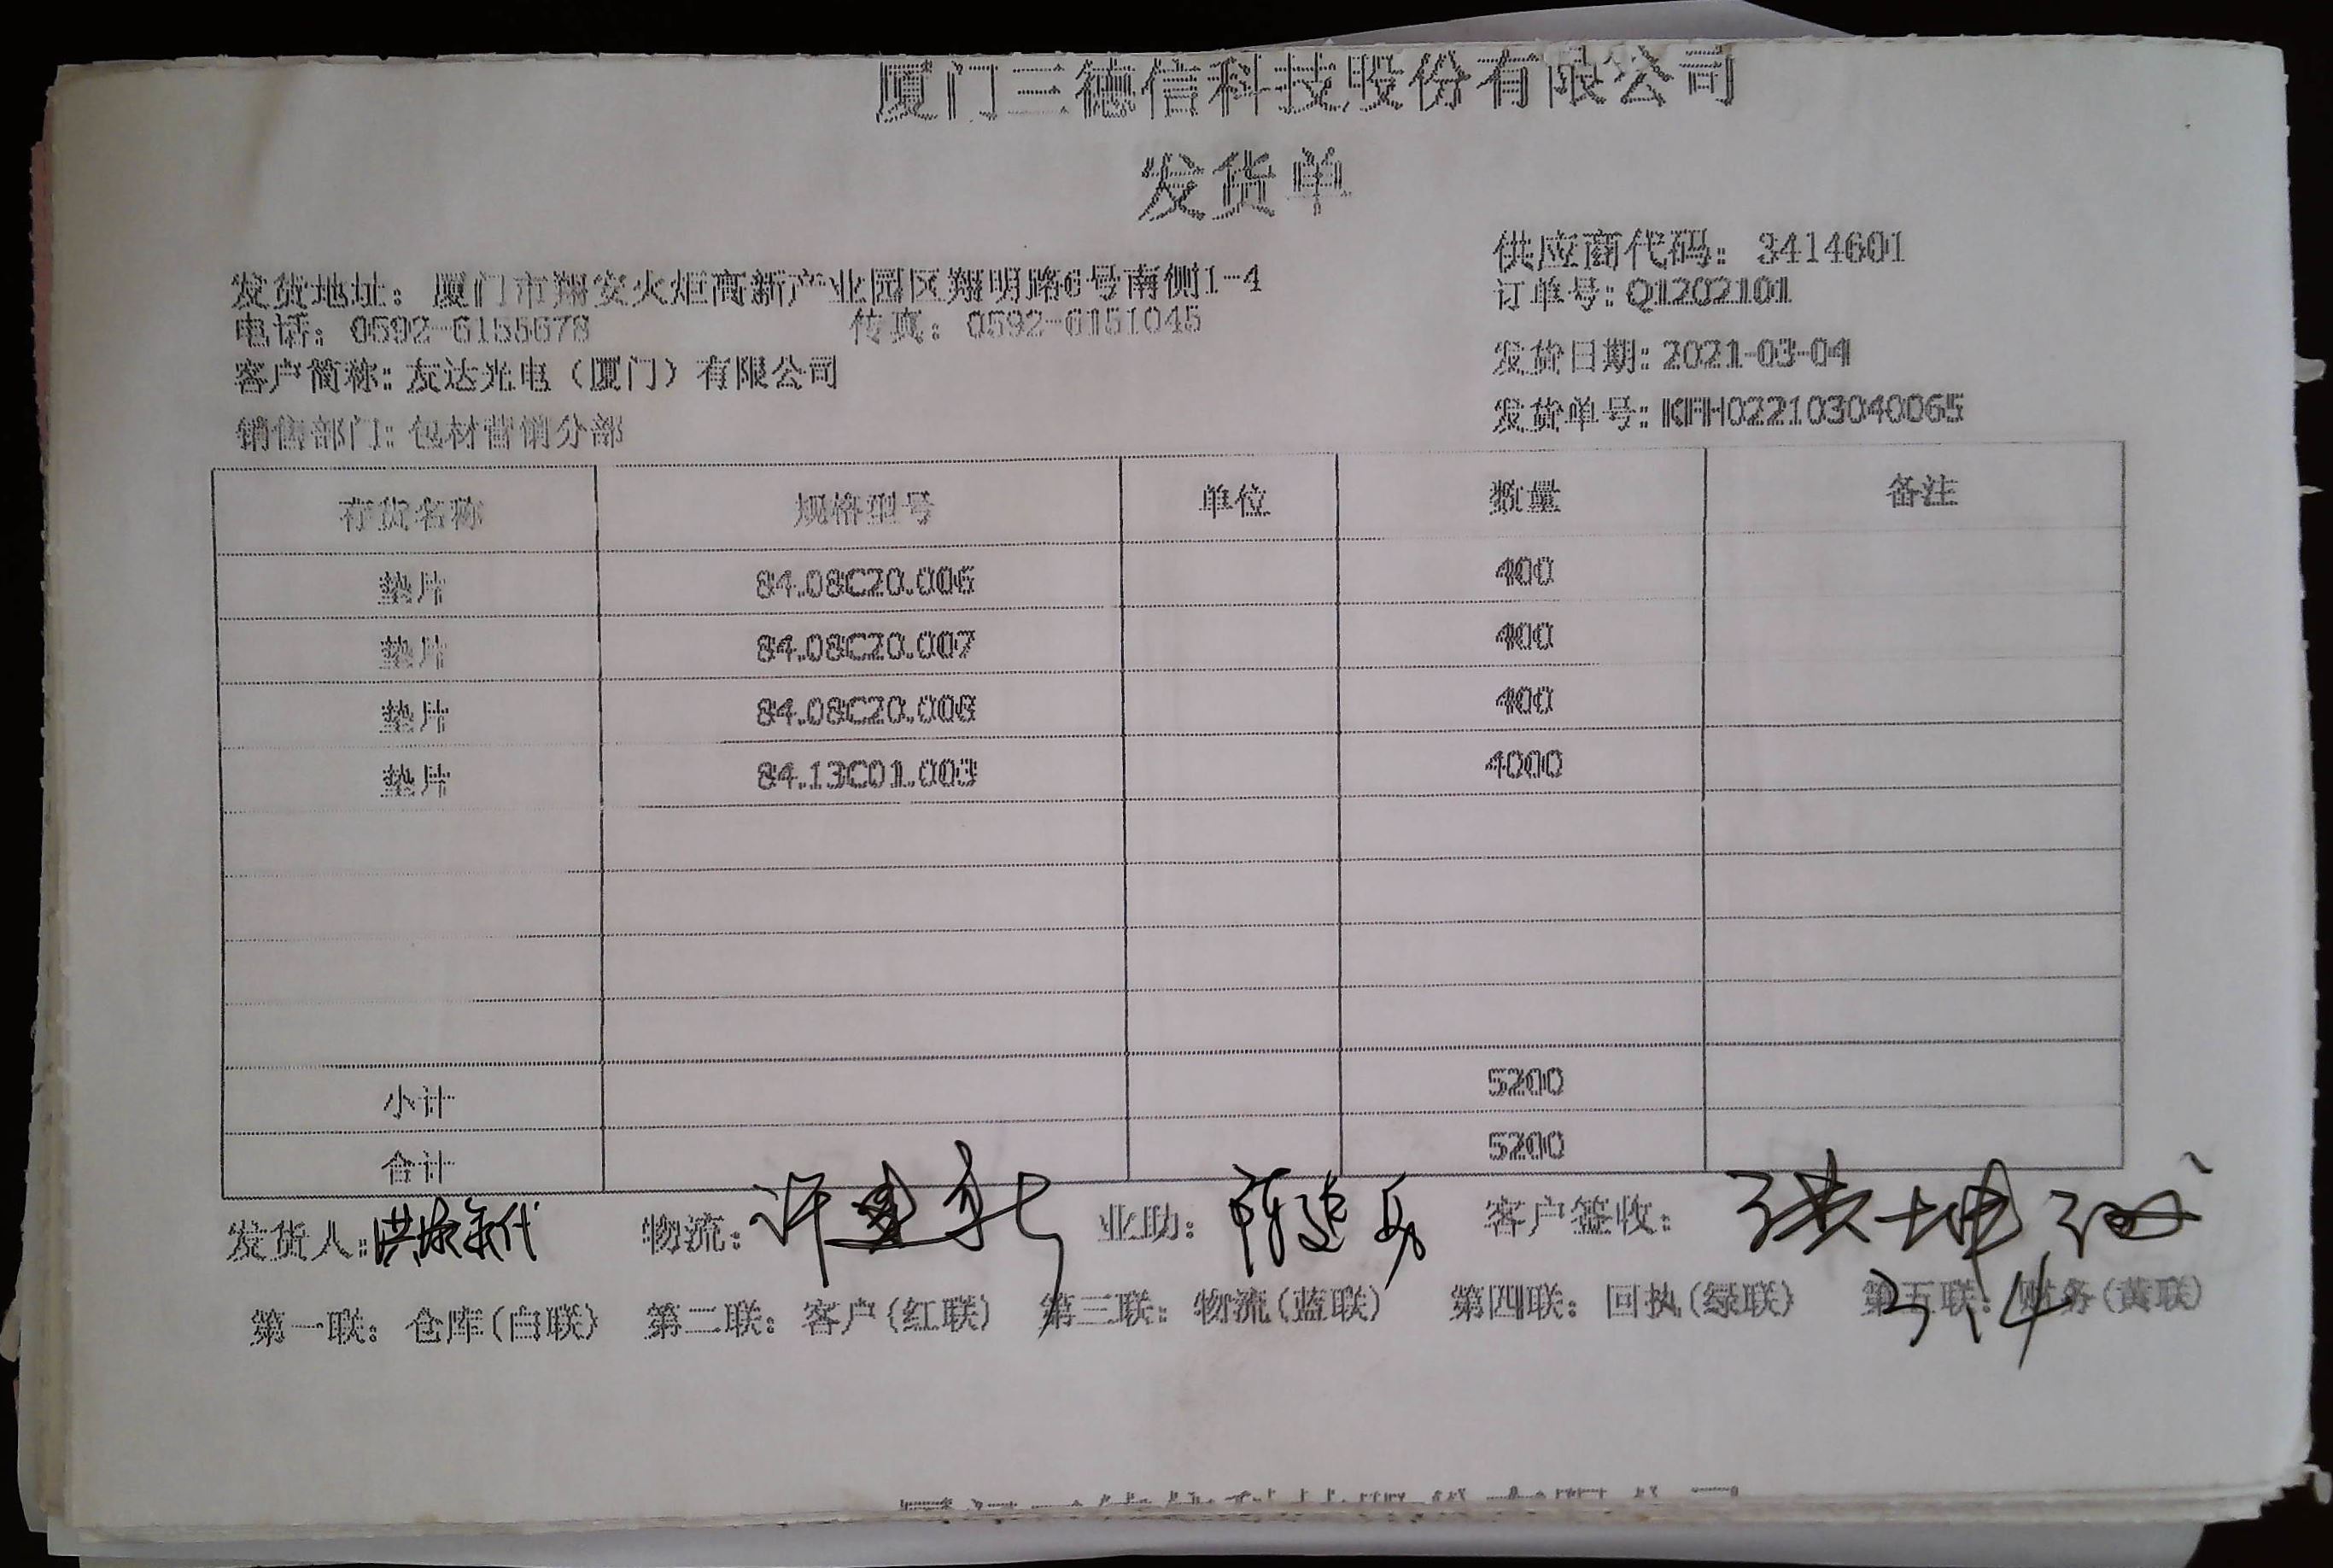 厦门三德信科技股份有限公司
发货单
供应商代码：3414601
发货地址：厦门市翔安火炬高新产业园区翔明路6号南侧1-4
订单号：Q1202101
电话：0592-6155678 传真：0592-6151045
发货日期：2021-03-04
客户简称：友达光电（厦门）有限公司
发货单号：KFH022103040065
销售部门：包材营销分部
存货名称 规格型号 单位 数量 备注
垫片 84.08C20.006 400
垫片 84.08C20.007 400
垫片 84.08C20.008 400
垫片 84.13C01.003 4000
小计 5200
合计 5200
发货人： 物流： 业助： 客户签收：
3.4
第一联：仓库(白联) 第二联：客户(红联) 第三联：物流(蓝联) 第四联：回执(绿联) 第五联：财务(黄联)